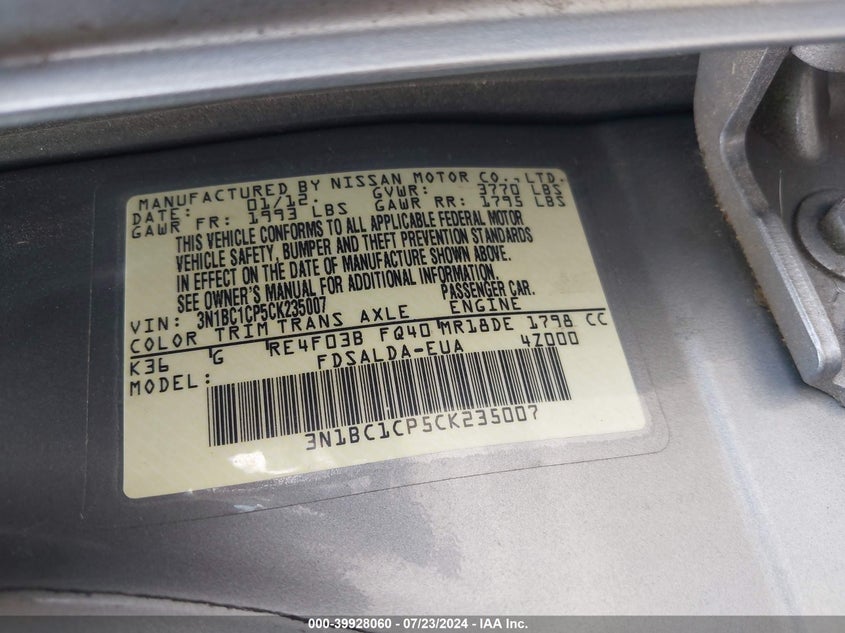 MANUFACTURED BY NISSAN MOTOR CO.,LTD.
DATE: 01/12. GVWR: 3770 LBS
GAWR FR: 1993 LBS GAWR RR: 1795 LBS
THIS VEHICLE CONFORMS TO ALL APPLICABLE FEDERAL MOTOR
VEHICLE SAFETY, BUMPER AND THEFT PREVENTION STANDARDS
IN EFFECT ON THE DATE OF MANUFACTURE SHOWN ABOVE.
SEE OWNER'S MANUAL FOR ADDITIONAL INFORMATION.
VIN: 3N1BC1CP5CK235007 PASSENGER CAR.
COLOR TRIM TRANS AXLE ENGINE
K36 G RE4F03B FQ40 MR18DE 1798 CC
MODEL: FDSALDA-EUA 4Z000
3N1BC1CP5CK235007
000-39928060 / 07/23/2024 - IAA Inc.